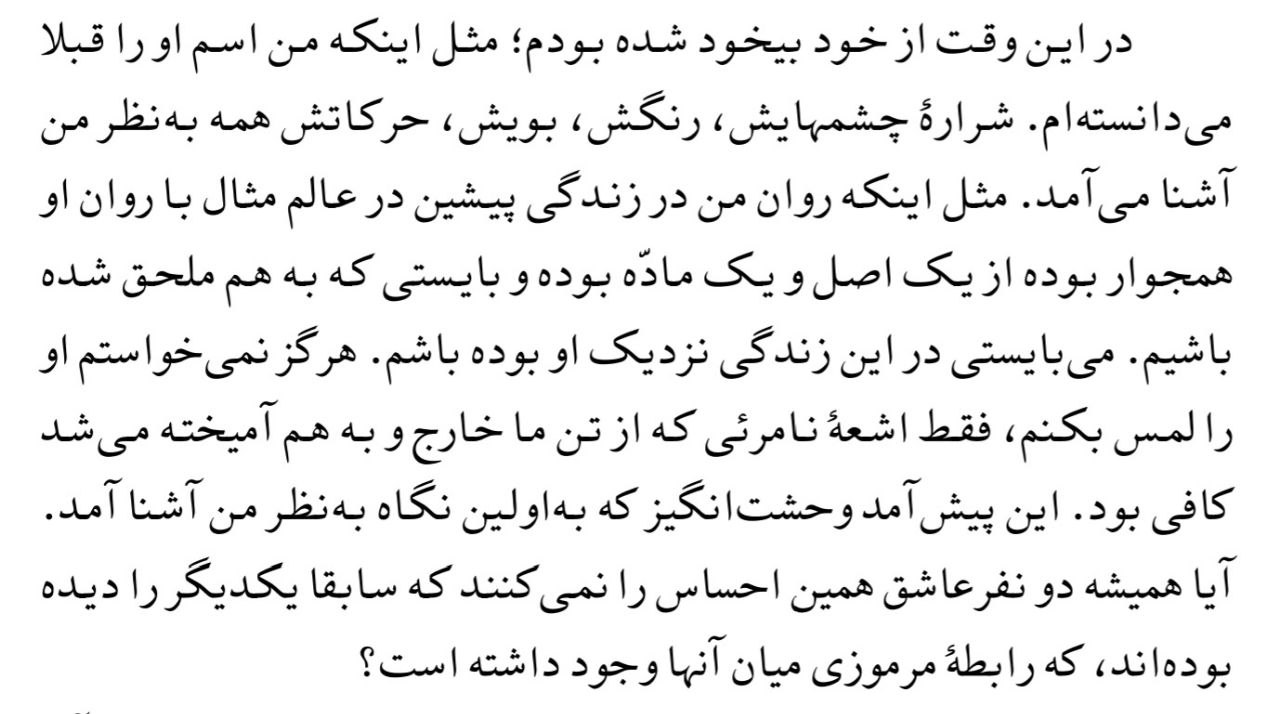 در این وقت از خود بیخود شده بودم؛ مثل اینکه من اسم او را قبلا
می‌دانسته‌ام. شرارهٔ چشمهایش، رنگش، بویش، حرکاتش همه به‌نظر من
آشنا می‌آمد. مثل اینکه روان من در زندگی پیشین در عالم مثال با روان او
همجوار بوده از یک اصل و یک مادّه بوده و بایستی که به هم ملحق شده
باشیم. می‌بایستی در این زندگی نزدیک او بوده باشم. هرگز نمی‌خواستم او
را لمس بکنم، فقط اشعهٔ نامرئی که از تن ما خارج و به هم آمیخته می‌شد
کافی بود. این پیش‌آمد وحشت‌انگیز که به‌اولین نگاه به‌نظر من آشنا آمد.
آیا همیشه دو نفر عاشق همین احساس را نمی‌کنند که سابقا یکدیگر را دیده
بوده‌اند، که رابطهٔ مرموزی میان آنها وجود داشته است؟